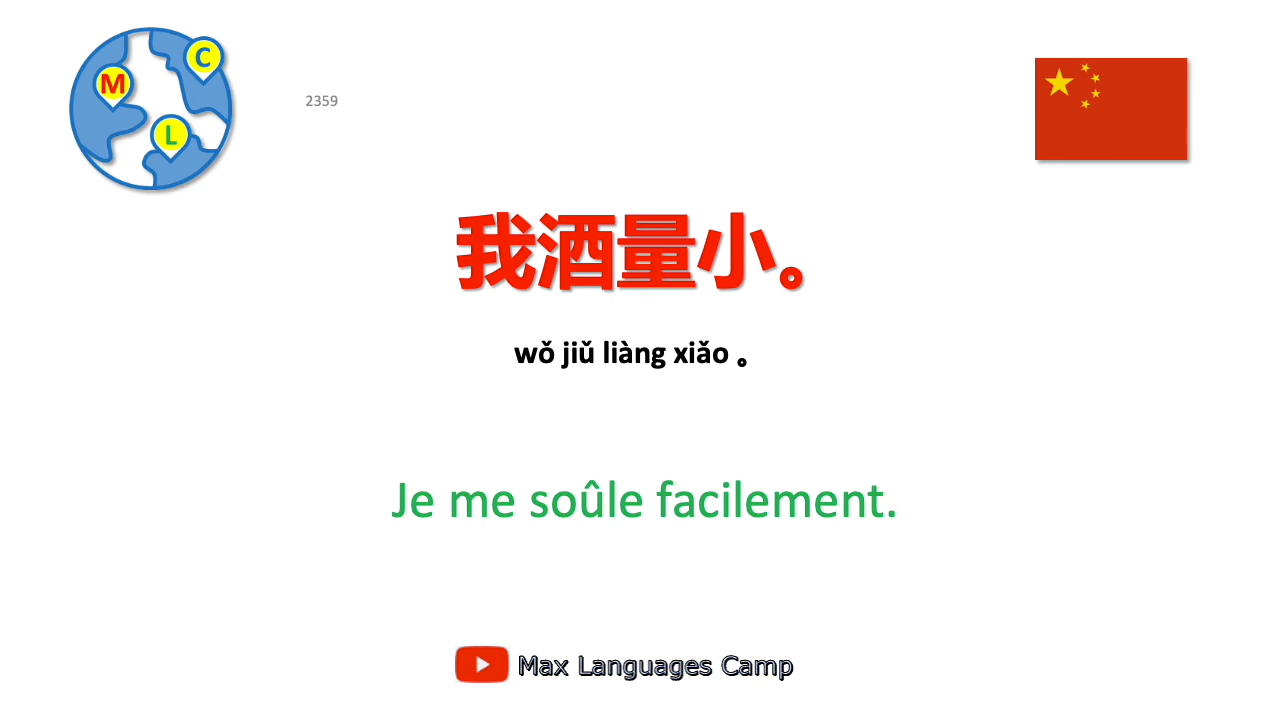 M
C
L
2359
我酒量小。
wǒ jiǔ liàng xiǎo 。
Je me soûle facilement.
Max Languages Camp